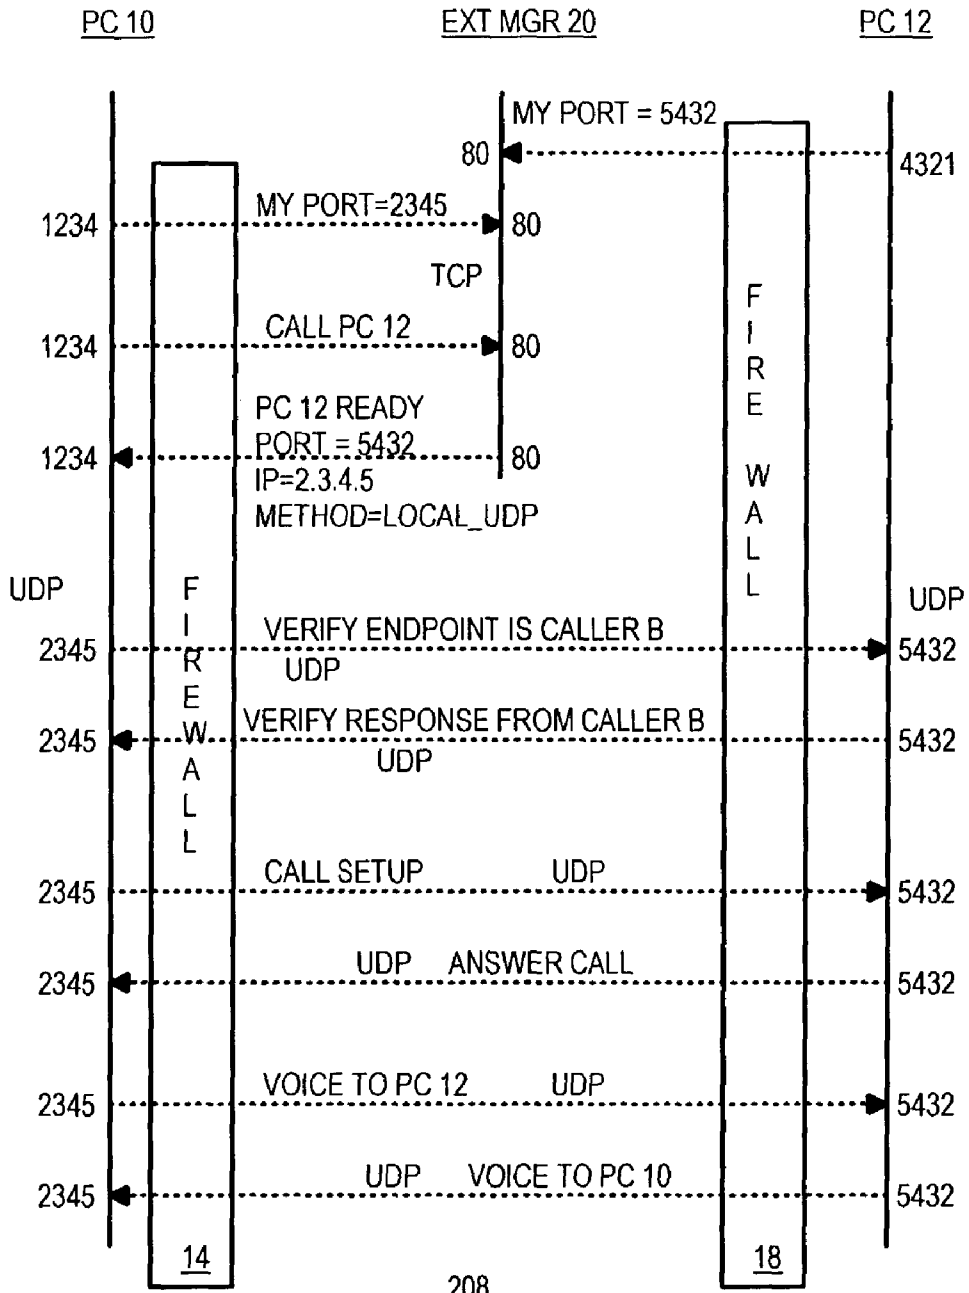 PC 10 EXT MGR 20 PC 12
MY PORT = 5432
80 4321
MY PORT=2345
1234 80
TCP
CALL PC 12
1234 80
PC 12 READY
PORT = 5432
1234 80
IP=2.3.4.5
METHOD=LOCAL_UDP
FIRE WALL
UDP UDP
FIREWALL
VERIFY ENDPOINT IS CALLER B
2345 5432
UDP
VERIFY RESPONSE FROM CALLER B
2345 5432
UDP
CALL SETUP UDP
2345 5432
UDP ANSWER CALL
2345 5432
VOICE TO PC 12 UDP
2345 5432
UDP VOICE TO PC 10
2345 5432
14 18
208